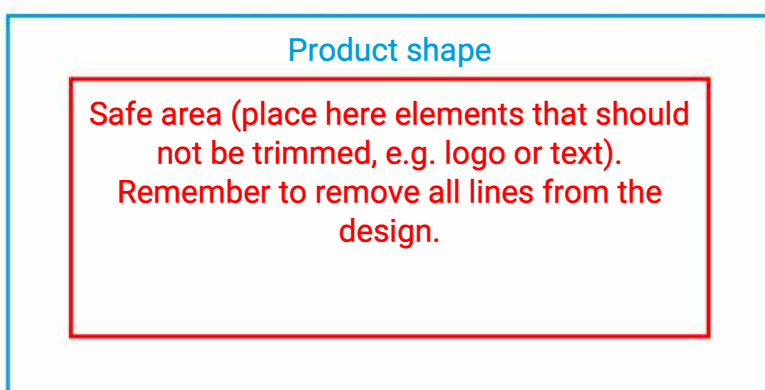 Product shape
Safe area (place here elements that should
not be trimmed, e.g. logo or text).
Remember to remove all lines from the
design.